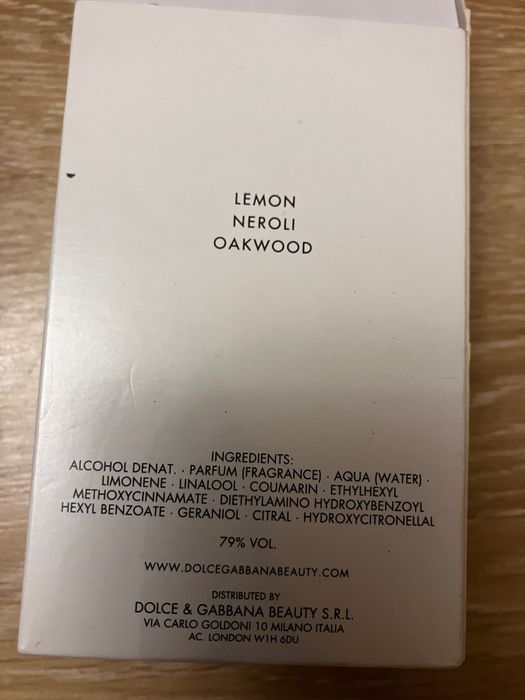 LEMON
NEROLI
OAKWOOD
INGREDIENTS:
ALCOHOL DENAT. · PARFUM (FRAGRANCE) · AQUA (WATER) ·
LIMONENE · LINALOOL · COUMARIN · ETHYLHEXYL
METHOXYCINNAMATE · DIETHYLAMINO HYDROXYBENZOYL
HEXYL BENZOATE · GERANIOL · CITRAL · HYDROXYCITRONELLAL
79% VOL.
WWW.DOLCEGABBANABEAUTY.COM
DISTRIBUTED BY
DOLCE & GABBANA BEAUTY S.R.L.
VIA CARLO GOLDONI 10 MILANO ITALIA
AC. LONDON W1H 6DU